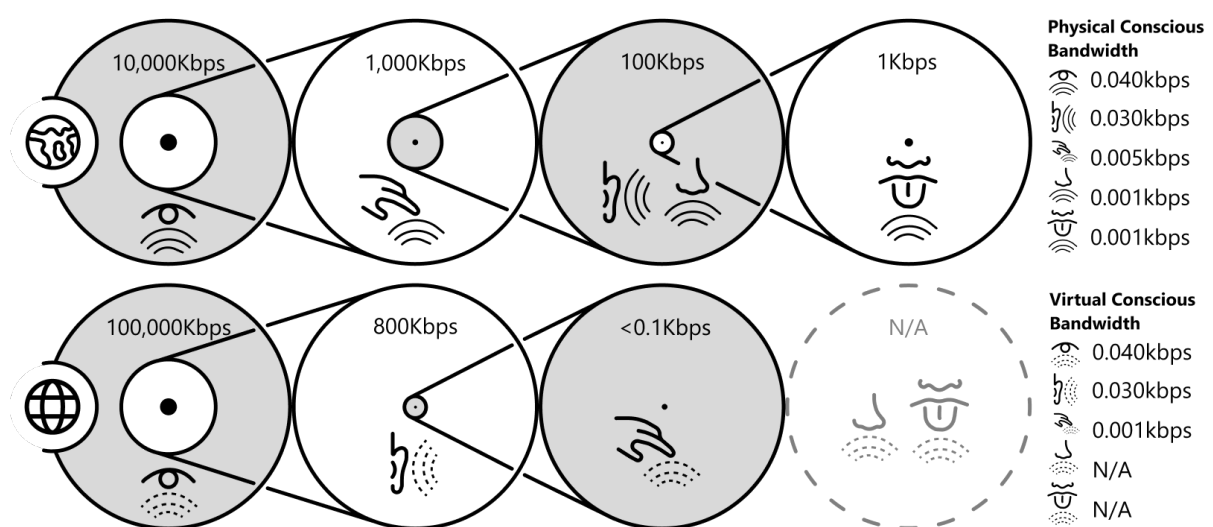 10,000Kbps
1,000Kbps
100Kbps
1Kbps
Physical Conscious
Bandwidth
0.040kbps
0.030kbps
0.005kbps
0.001kbps
0.001kbps
100,000Kbps
800Kbps
<0.1Kbps
N/A
Virtual Conscious
Bandwidth
0.040kbps
0.030kbps
0.001kbps
N/A
N/A